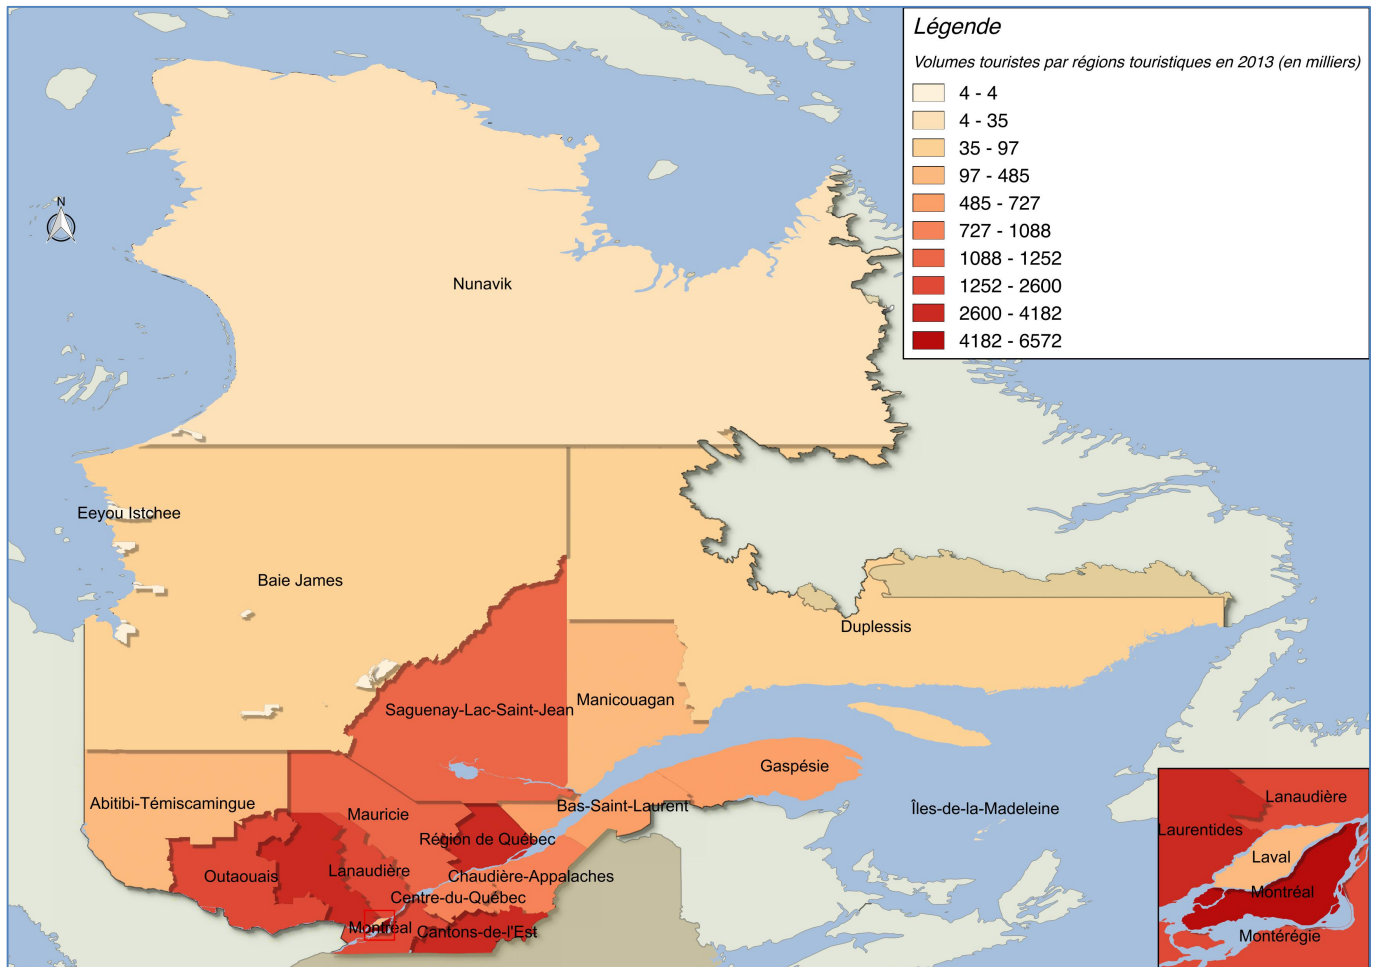 Légende
Volumes touristes par régions touristiques en 2013 (en milliers)
4 - 4
4 - 35
35 - 97
97 - 485
485 - 727
727 - 1088
1088 - 1252
1252 - 2600
2600 - 4182
4182 - 6572
N
Nunavik
Eeyou Istchee
Baie James
Duplessis
Manicouagan
Saguenay-Lac-Saint-Jean
Gaspésie
Abitibi-Témiscamingue
Bas-Saint-Laurent
Îles-de-la-Madeleine
Mauricie
Région de Québec
Outaouais
Lanaudière
Chaudière-Appalaches
Centre-du-Québec
Montréal
Cantons-de-l'Est
Lanaudière
Laurentides
Laval
Montréal
Montérégie